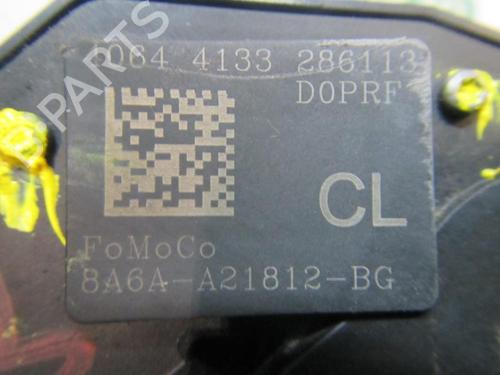 1064 4133 286113
D0PRF
CL
FoMoCo
8A6A-A21812-BG
B-PARTS